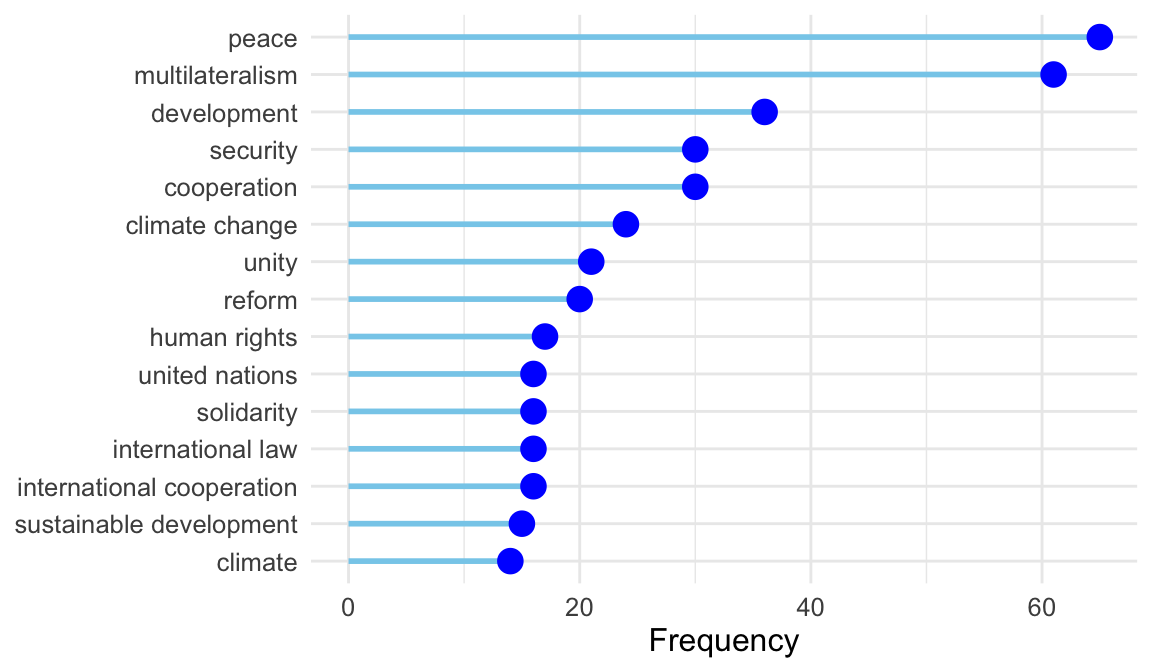 peace
multilateralism
development
security
cooperation
climate change
unity
reform
human rights
united nations
solidarity
international law
international cooperation
sustainable development
climate
0 20 40 60
Frequency